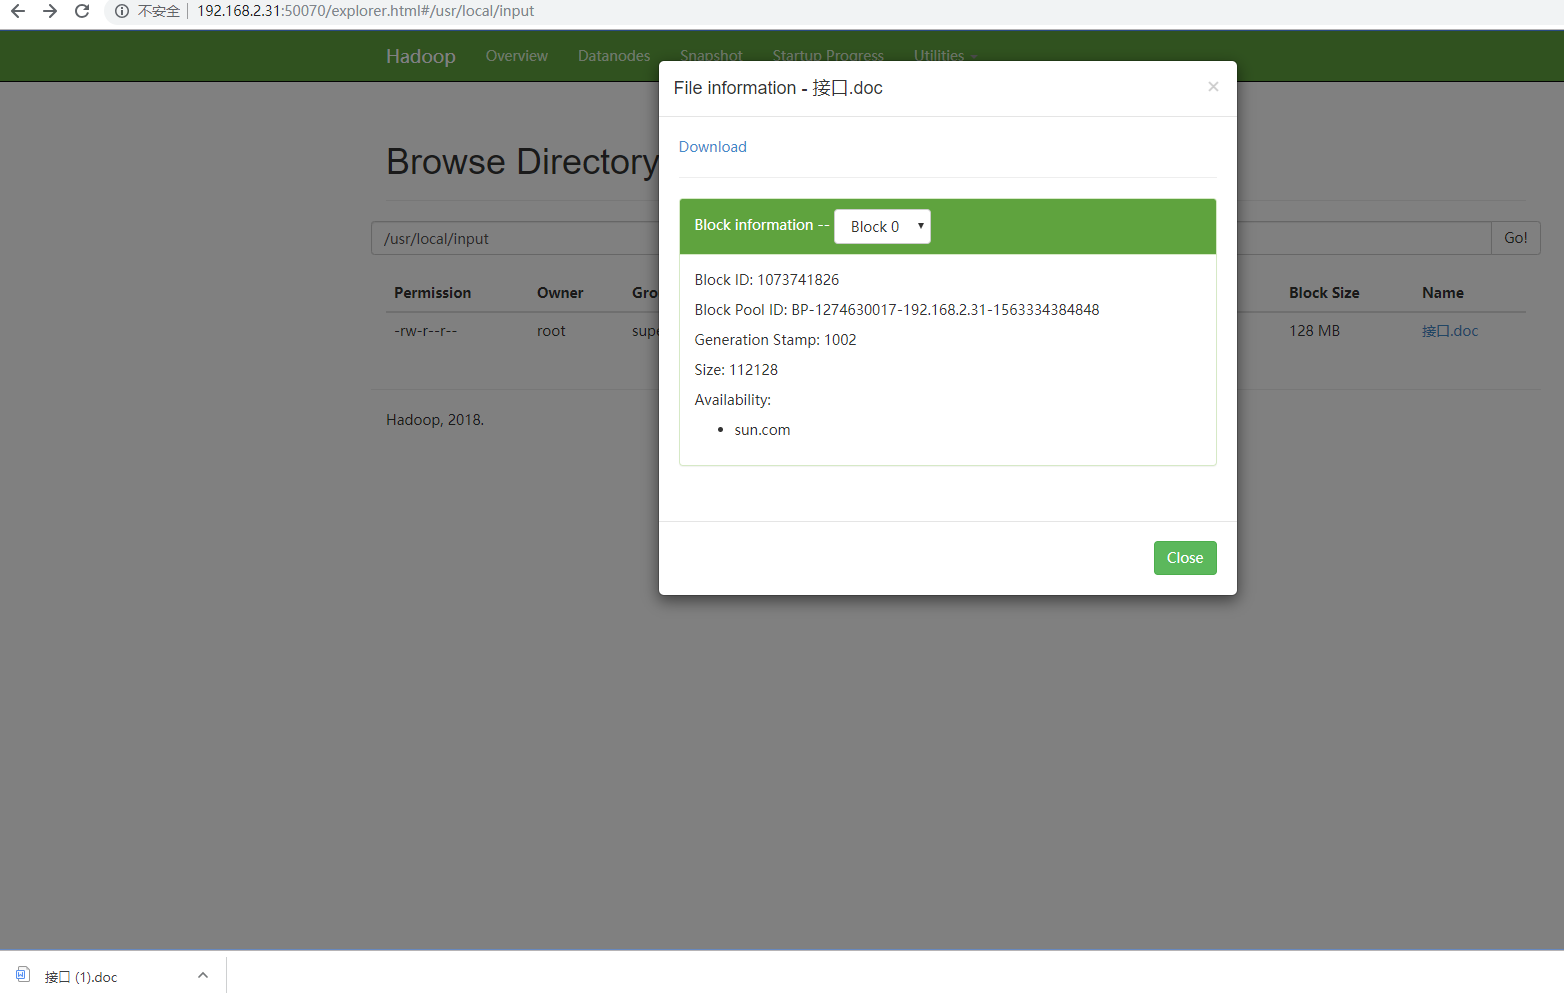 不安全 192.168.2.31:50070/explorer.html#/usr/local/input
Hadoop Overview Datanodes Snapshot Startup Progress Utilities
File information - 接口.doc ×
Download
Browse Directory
Block information -- Block 0
/usr/local/input Go!
Block ID: 1073741826
Permission Owner Gro Block Size Name
Block Pool ID: BP-1274630017-192.168.2.31-1563334384848
-rw-r--r-- root supe 128 MB 接口.doc
Generation Stamp: 1002
Size: 112128
Availability:
Hadoop, 2018.
• sun.com
Close
接口 (1).doc